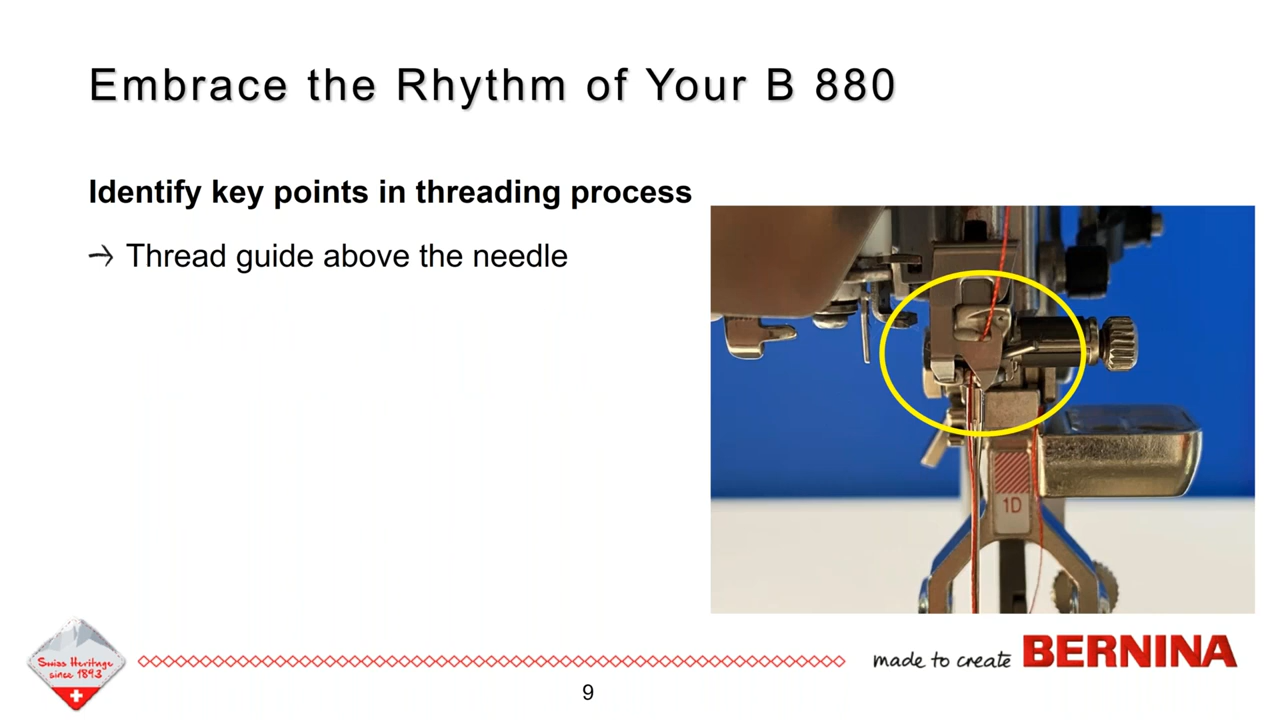 Embrace the Rhythm of Your B 880
Identify key points in threading process
→ Thread guide above the needle
1D
Swiss Heritage
since 1893
made to create BERNINA
9